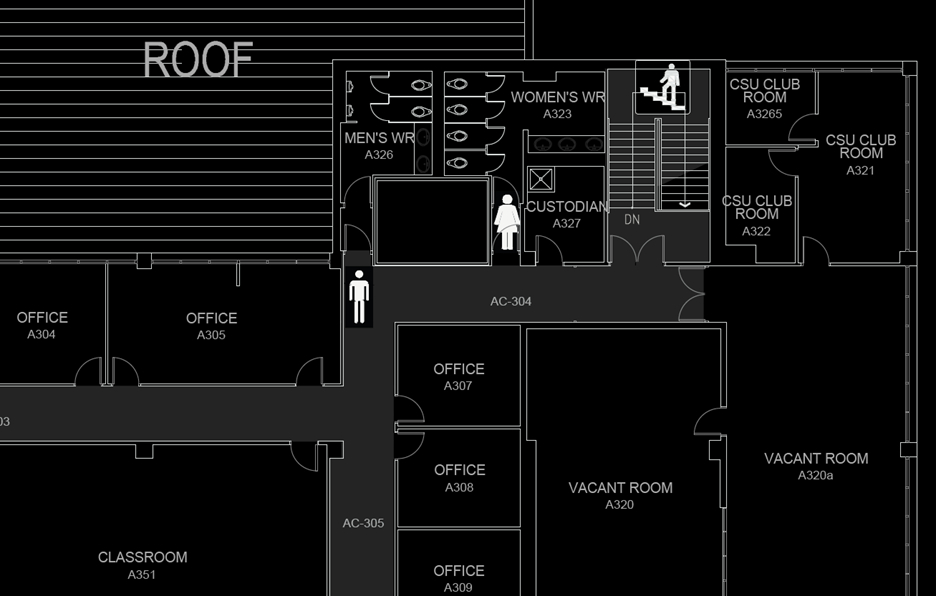 ROOF
MEN'S WR
A326
WOMEN'S WR
A323
CUSTODIAN
A327
DN
CSU CLUB
ROOM
A3265
CSU CLUB
ROOM
A321
CSU CLUB
ROOM
A322
OFFICE
A304
OFFICE
A305
AC-304
OFFICE
A307
03
OFFICE
A308
VACANT ROOM
A320
VACANT ROOM
A320a
AC-305
CLASSROOM
A351
OFFICE
A309